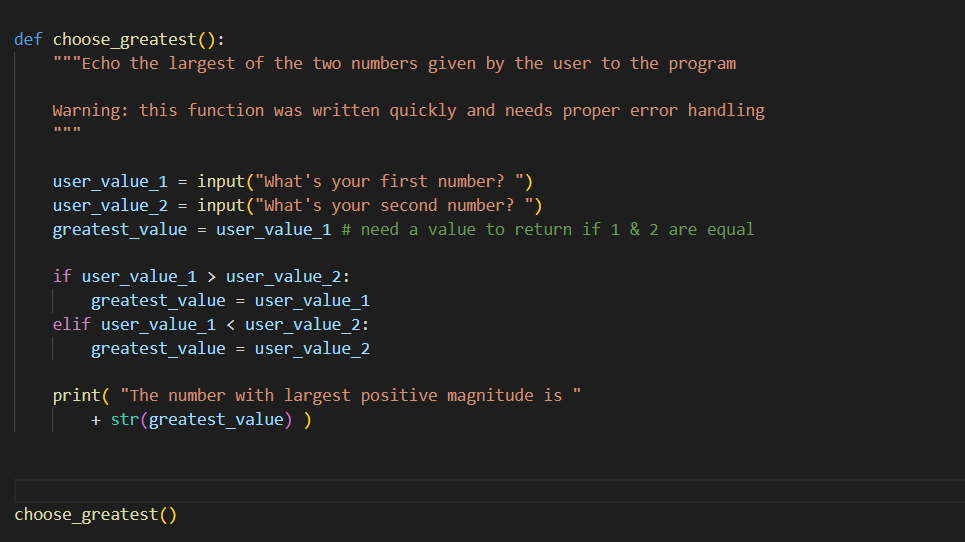 def choose_greatest():
    """Echo the largest of the two numbers given by the user to the program

    Warning: this function was written quickly and needs proper error handling
    """

    user_value_1 = input("What's your first number? ")
    user_value_2 = input("What's your second number? ")
    greatest_value = user_value_1 # need a value to return if 1 & 2 are equal

    if user_value_1 > user_value_2:
        greatest_value = user_value_1
    elif user_value_1 < user_value_2:
        greatest_value = user_value_2

    print( "The number with largest positive magnitude is "
        + str(greatest_value) )

choose_greatest()